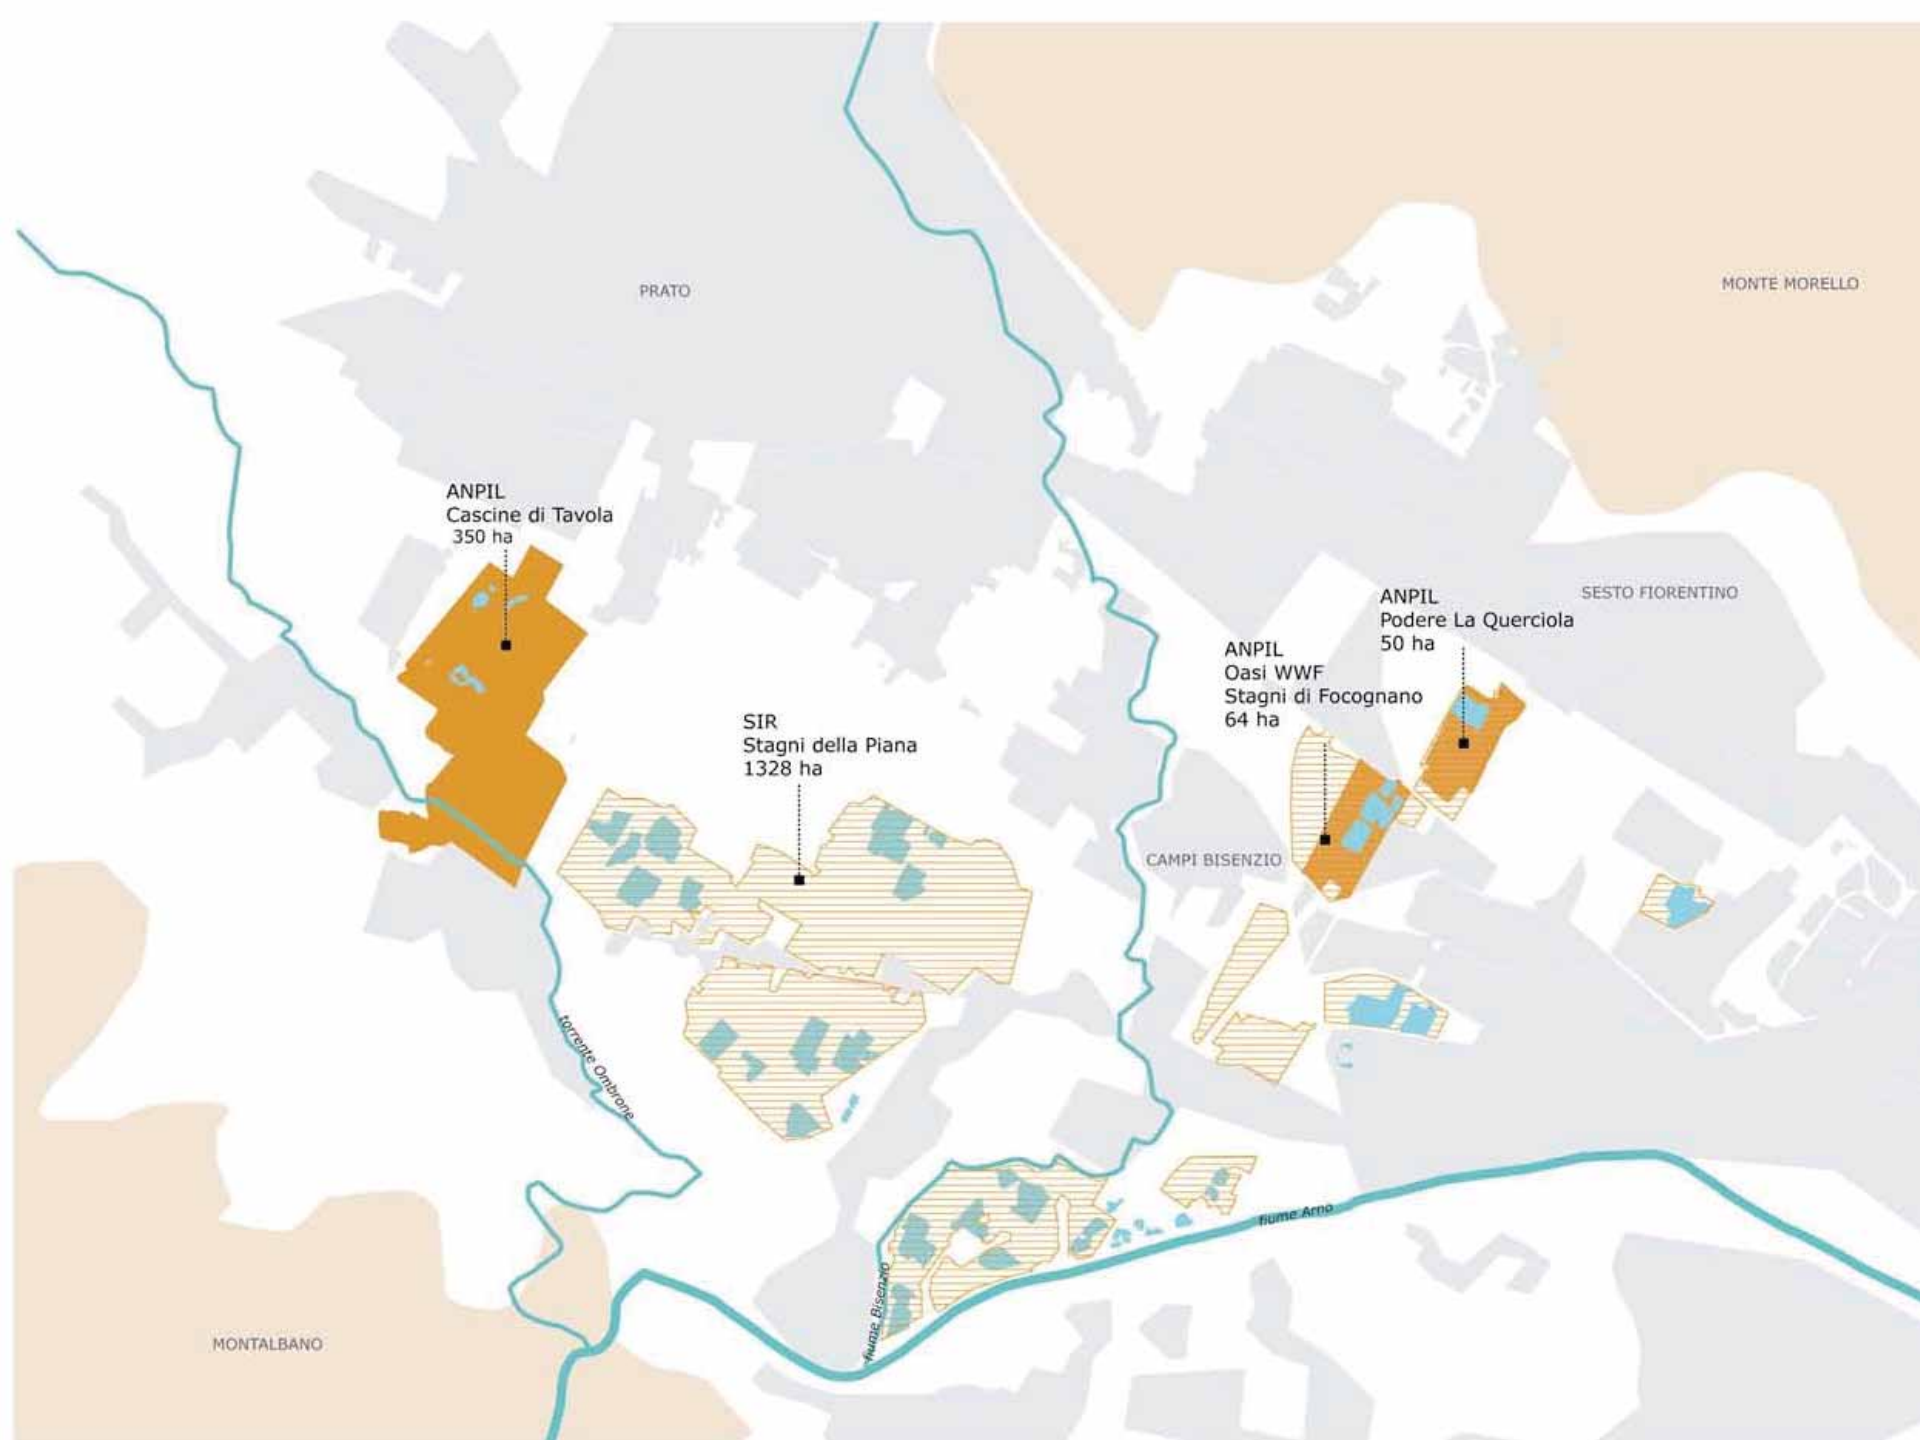 PRATO
MONTE MORELLO
ANPIL
Cascine di Tavola
350 ha
SESTO FIORENTINO
ANPIL
Podere La Querciola
50 ha
ANPIL
Oasi WWF
Stagni di Focognano
64 ha
SIR
Stagni della Piana
1328 ha
CAMPI BISENZIO
torrente Ombrone
fiume Arno
fiume Bisenzio
MONTALBANO